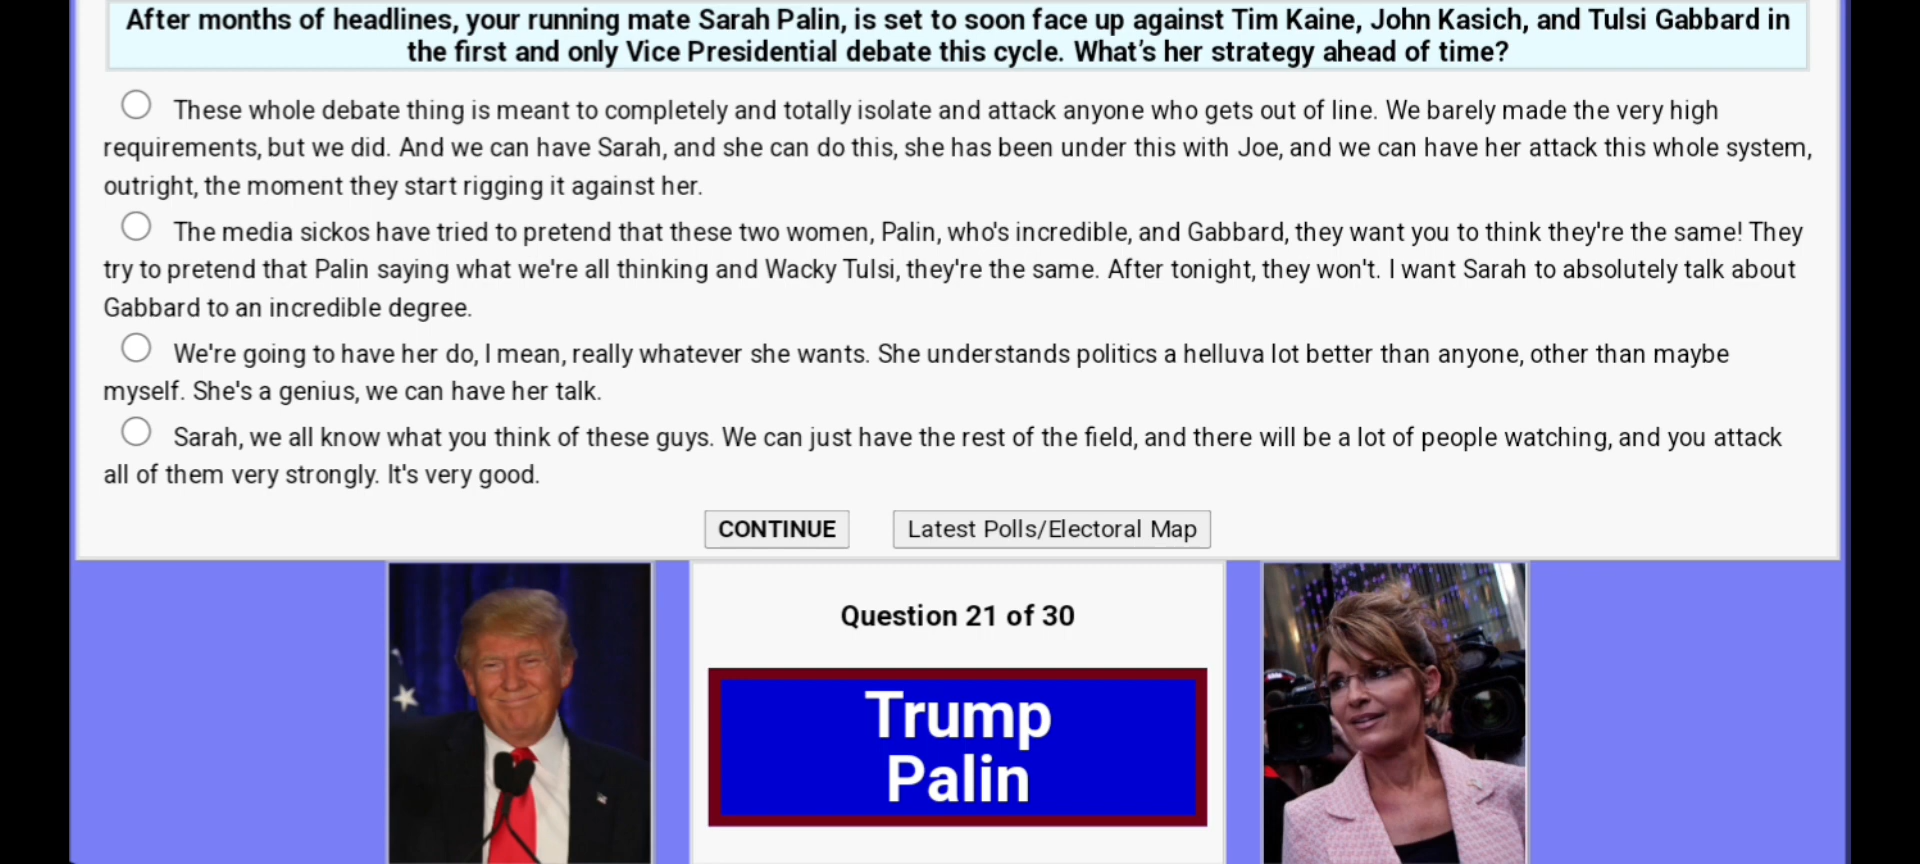 After months of headlines, your running mate Sarah Palin, is set to soon face up against Tim Kaine, John Kasich, and Tulsi Gabbard in
the first and only Vice Presidential debate this cycle. What’s her strategy ahead of time?
These whole debate thing is meant to completely and totally isolate and attack anyone who gets out of line. We barely made the very high
requirements, but we did. And we can have Sarah, and she can do this, she has been under this with Joe, and we can have her attack this whole system,
outright, the moment they start rigging it against her.
The media sickos have tried to pretend that these two women, Palin, who's incredible, and Gabbard, they want you to think they're the same! They
try to pretend that Palin saying what we're all thinking and Wacky Tulsi, they're the same. After tonight, they won't. I want Sarah to absolutely talk about
Gabbard to an incredible degree.
We're going to have her do, I mean, really whatever she wants. She understands politics a helluva lot better than anyone, other than maybe
myself. She's a genius, we can have her talk.
Sarah, we all know what you think of these guys. We can just have the rest of the field, and there will be a lot of people watching, and you attack
all of them very strongly. It's very good.
CONTINUE
Latest Polls/Electoral Map
Question 21 of 30
Trump
Palin